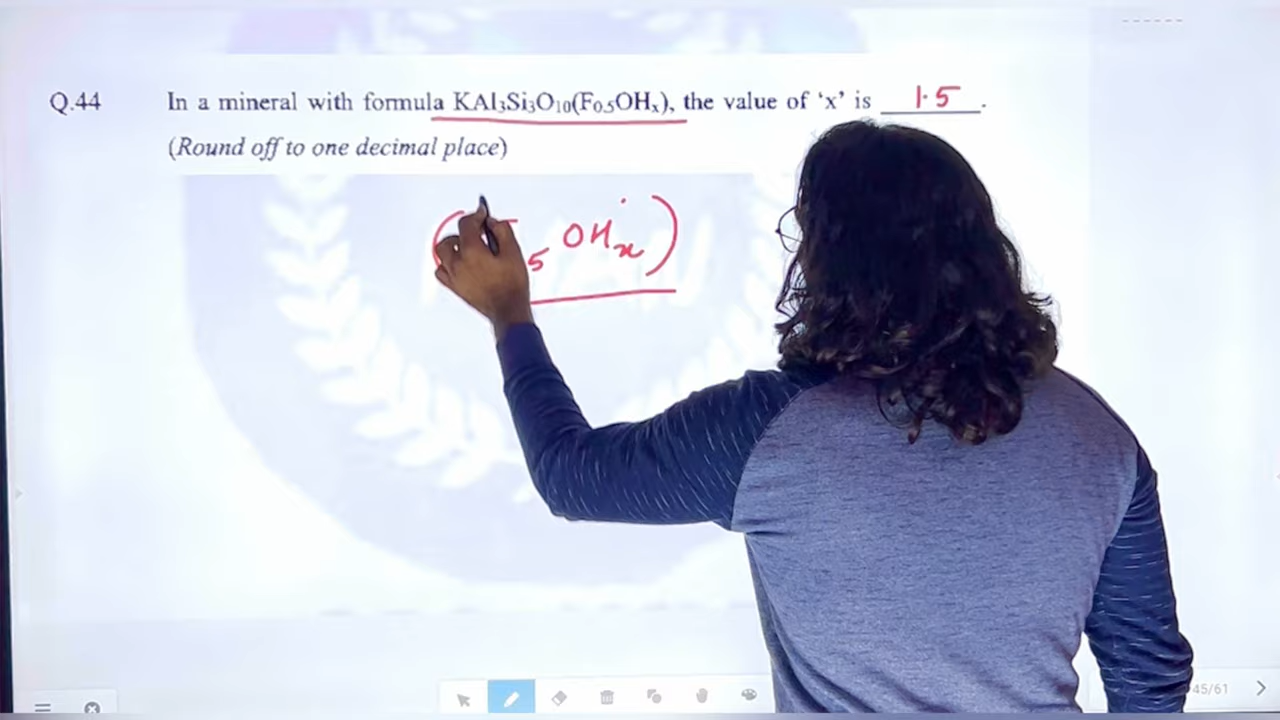 Q.44 In a mineral with formula KAl₃Si₃O₁₀(F₀.₅OHₓ), the value of ‘x’ is 1.5.
(Round off to one decimal place)
( 5 OHₓ )
45/61